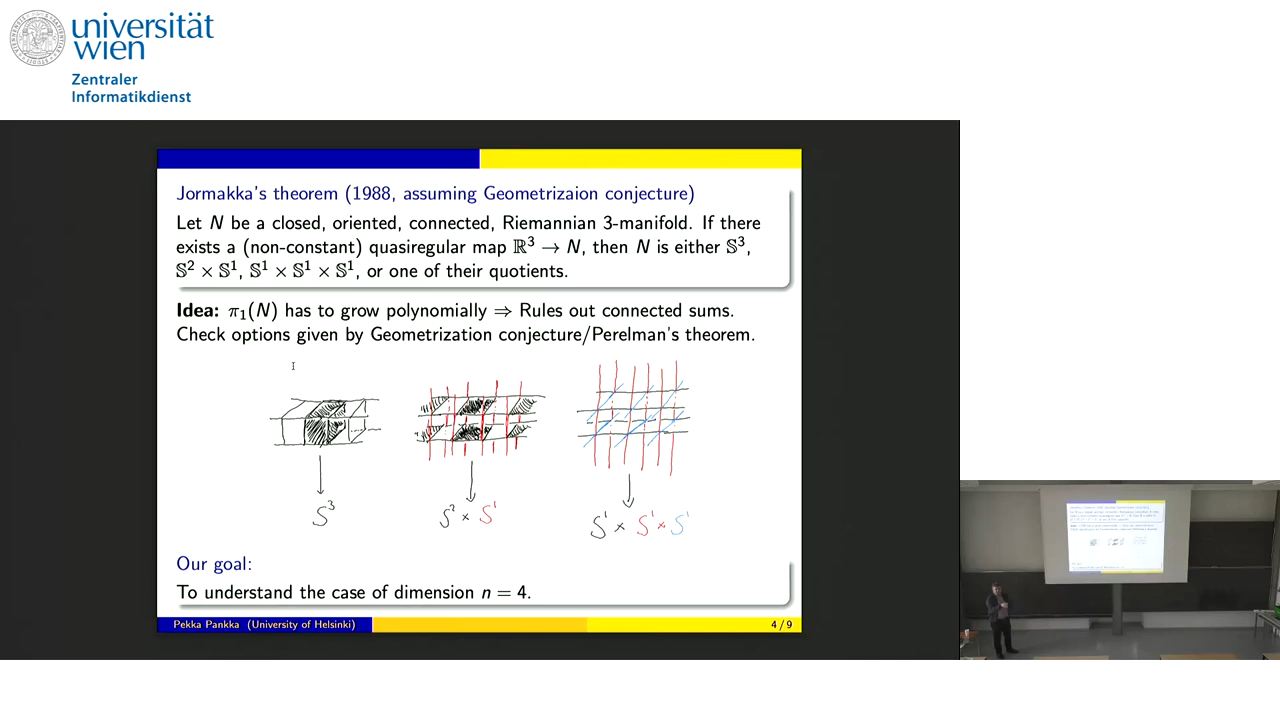 universität
wien
Zentraler
Informatikdienst
Jormakka's theorem (1988, assuming Geometrizaion conjecture)
Let N be a closed, oriented, connected, Riemannian 3-manifold. If there
exists a (non-constant) quasiregular map ℝ³ → N, then N is either 𝕊³,
𝕊² × 𝕊¹, 𝕊¹ × 𝕊¹ × 𝕊¹, or one of their quotients.
Idea: π₁(N) has to grow polynomially ⇒ Rules out connected sums.
Check options given by Geometrization conjecture/Perelman's theorem.
S³
S² × S¹
S¹ × S¹ × S¹
Our goal:
To understand the case of dimension n = 4.
Pekka Pankka (University of Helsinki)
4 / 9